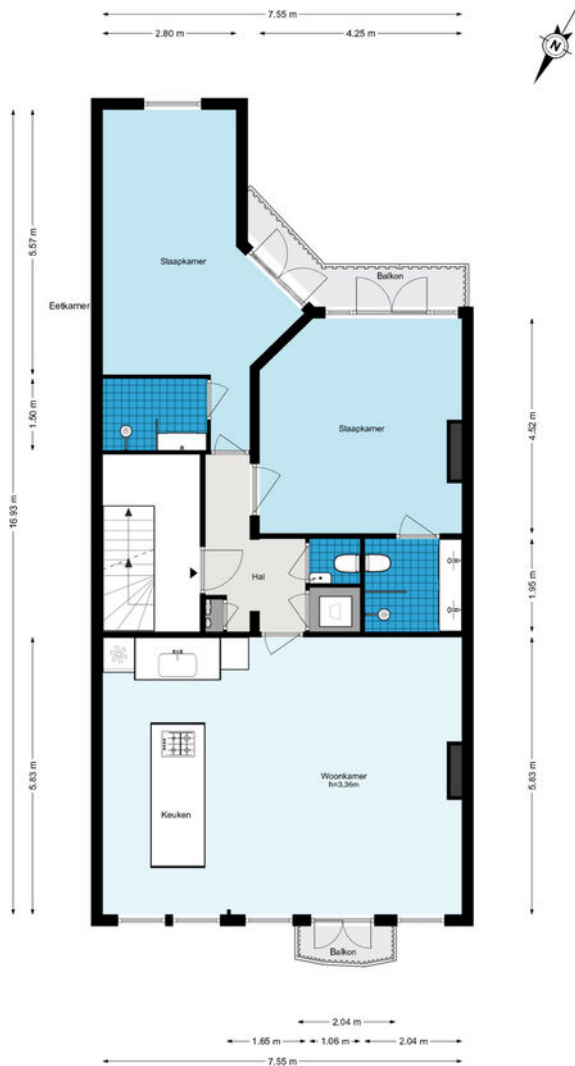 7.55 m
2.80 m
4.25 m
N
5.57 m
Slaapkamer
Balkon
Eetkamer
1.50 m
Slaapkamer
4.52 m
16.93 m
Hal
1.95 m
5.83 m
Woonkamer
h=3,36m
5.83 m
Keuken
Balkon
2.04 m
1.65 m
1.06 m
2.04 m
7.55 m